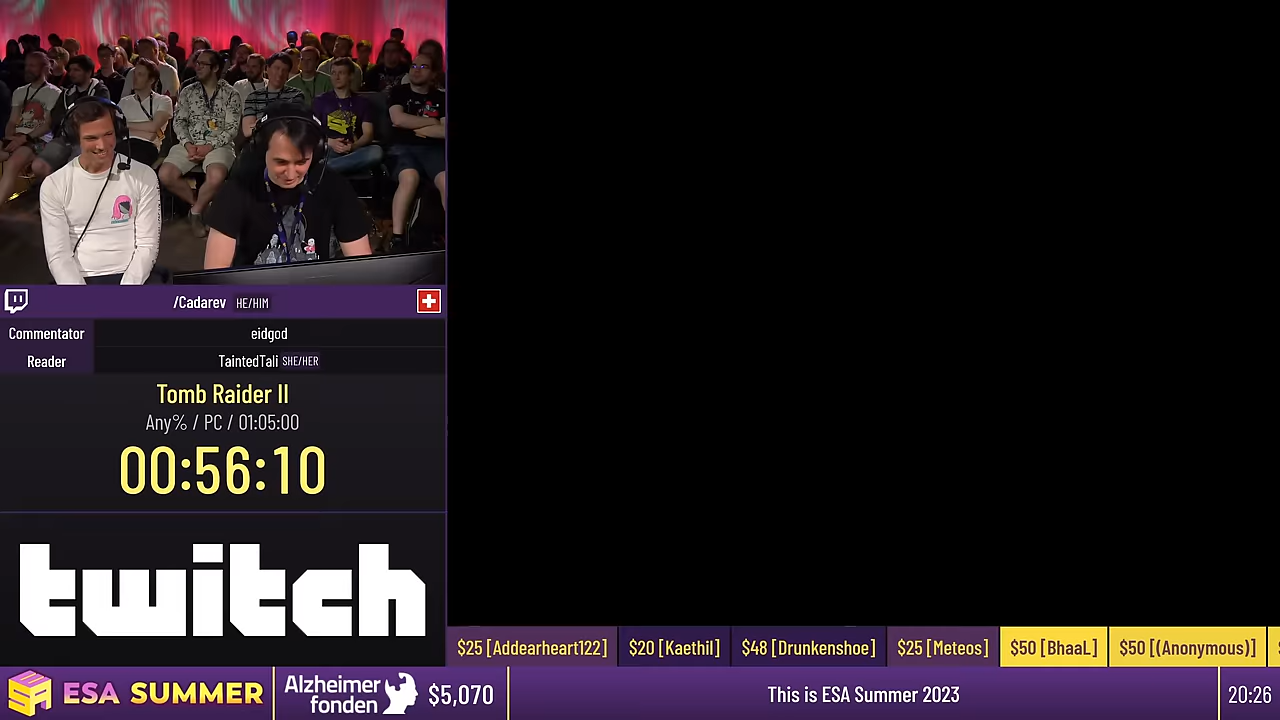 /Cadarev HE/HIM
Commentator eidgod
Reader TaintedTali SHE/HER
Tomb Raider II
Any% / PC / 01:05:00
00:56:10
twitch
$25 [Addearheart122] $20 [Kaethil] $48 [Drunkenshoe] $25 [Meteos] $50 [BhaaL] $50 [(Anonymous)]
ESA SUMMER Alzheimer fonden $5,070 This is ESA Summer 2023 20:26